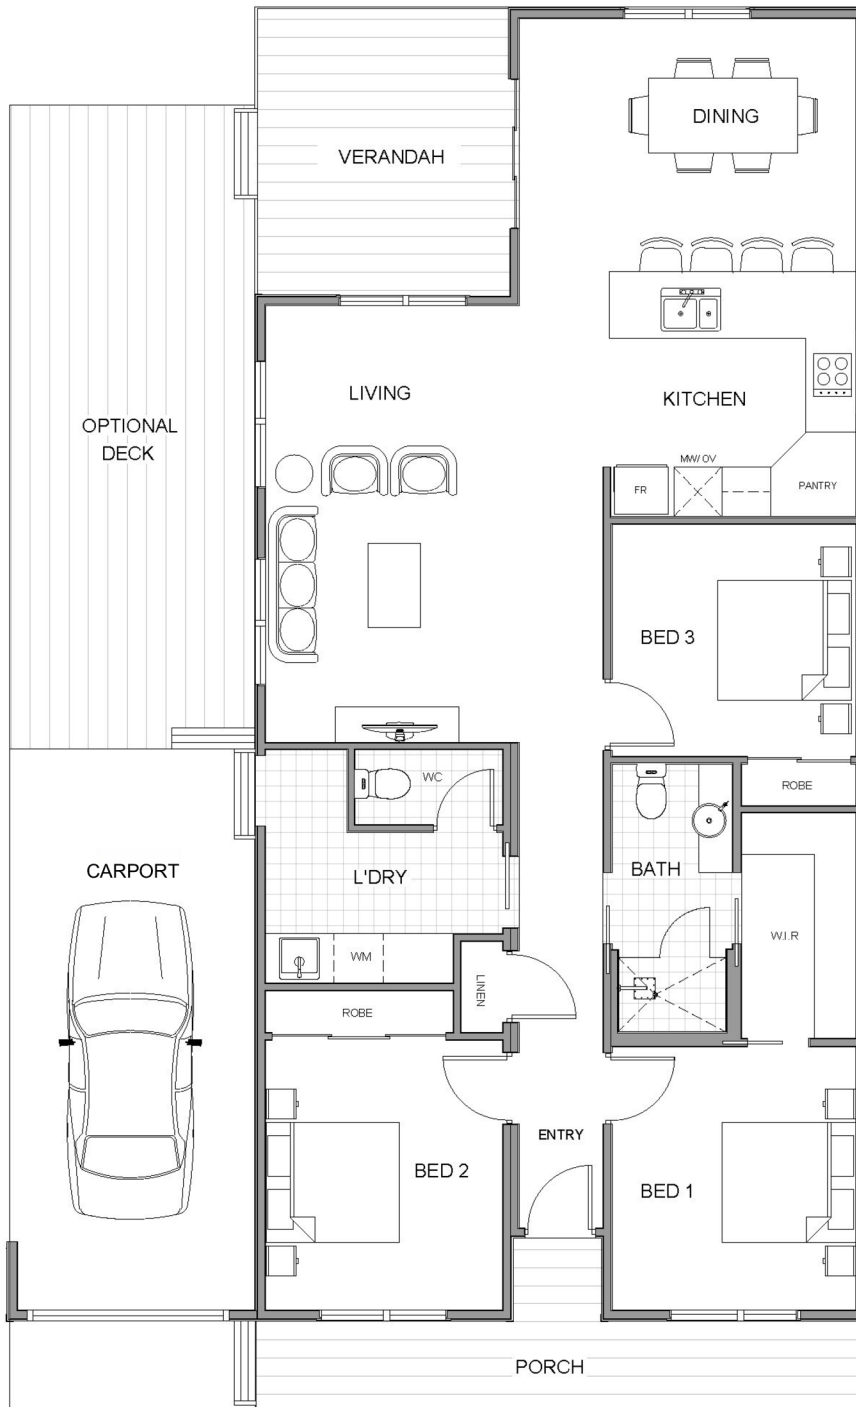 DINING
VERANDAH
LIVING
KITCHEN
OPTIONAL
DECK
MW/ OV
FR
PANTRY
BED 3
WC
ROBE
CARPORT
L'DRY
BATH
W.I.R
WM
LINEN
ROBE
ENTRY
BED 2
BED 1
PORCH